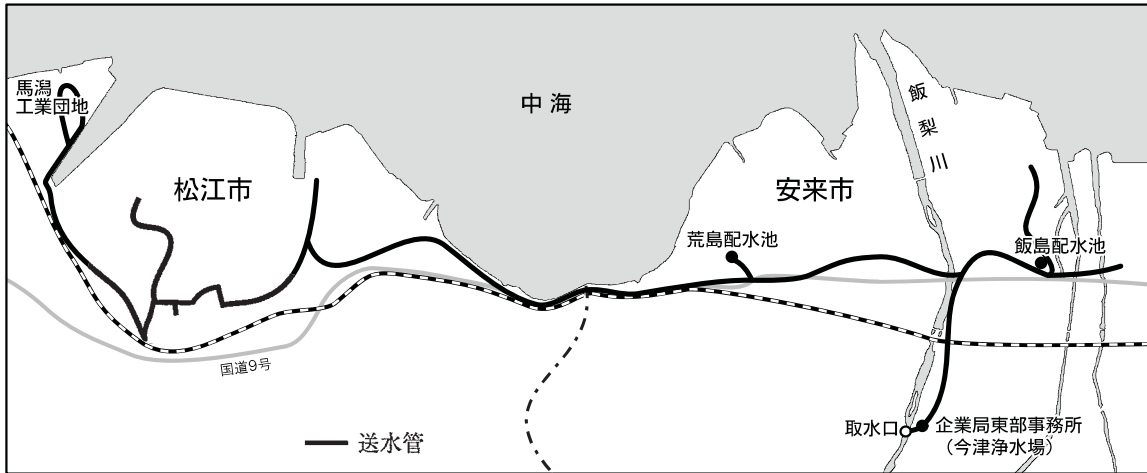 馬潟
工業団地
中海
飯梨川
松江市
安来市
荒島配水池
飯島配水池
国道9号
取水口
企業局東部事務所
（今津浄水場）
送水管